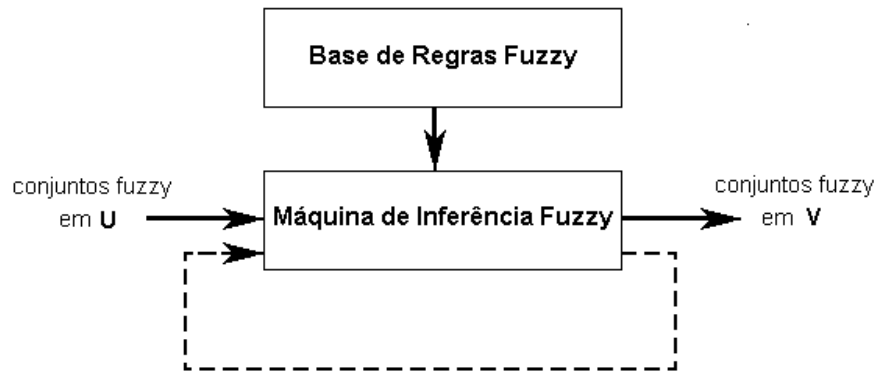 Base de Regras Fuzzy
conjuntos fuzzy
em U
Máquina de Inferência Fuzzy
conjuntos fuzzy
em V